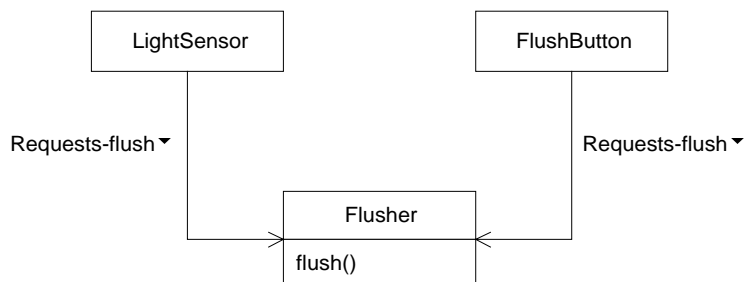 LightSensor
FlushButton
Requests-flush
Requests-flush
Flusher
flush()